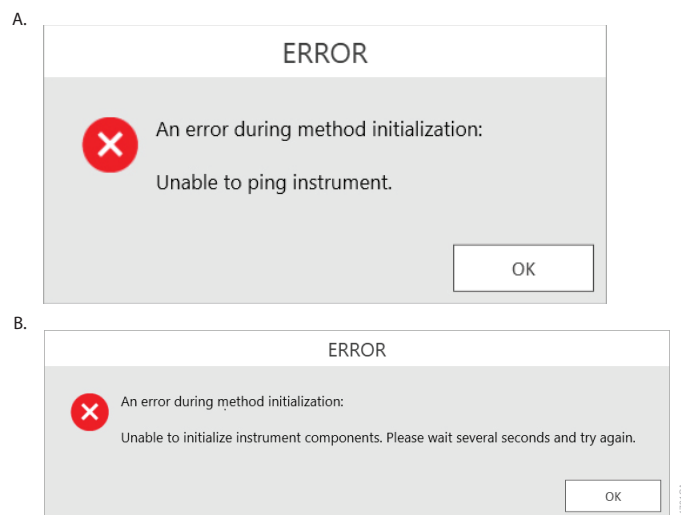 A.
ERROR
An error during method initialization:
Unable to ping instrument.
OK
B.
ERROR
An error during method initialization:
Unable to initialize instrument components. Please wait several seconds and try again.
OK